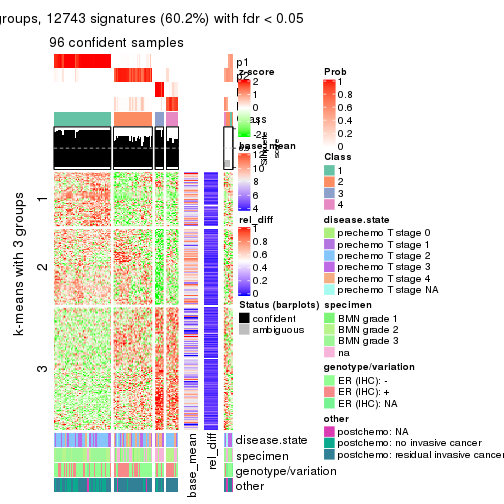 groups, 12743 signatures (60.2%) with fdr < 0.05
96 confident samples
p1
p2
z-score
2
1
0
-1
-2
Class
Silhouette
score
base_mean
12
10
8
6
4
rel_diff
1
0.8
0.6
0.4
0.2
0
Status (barplots)
confident
ambiguous
Prob
1
0.8
0.6
0.4
0.2
0
Class
1
2
3
4
disease.state
prechemo T stage 0
prechemo T stage 1
prechemo T stage 2
prechemo T stage 3
prechemo T stage 4
prechemo T stage NA
specimen
BMN grade 1
BMN grade 2
BMN grade 3
na
genotype/variation
ER (IHC): -
ER (IHC): +
ER (IHC): NA
other
postchemo: NA
postchemo: no invasive cancer
postchemo: residual invasive cancer
k-means with 3 groups
1
2
3
base_mean
rel_diff
disease.state
specimen
genotype/variation
other